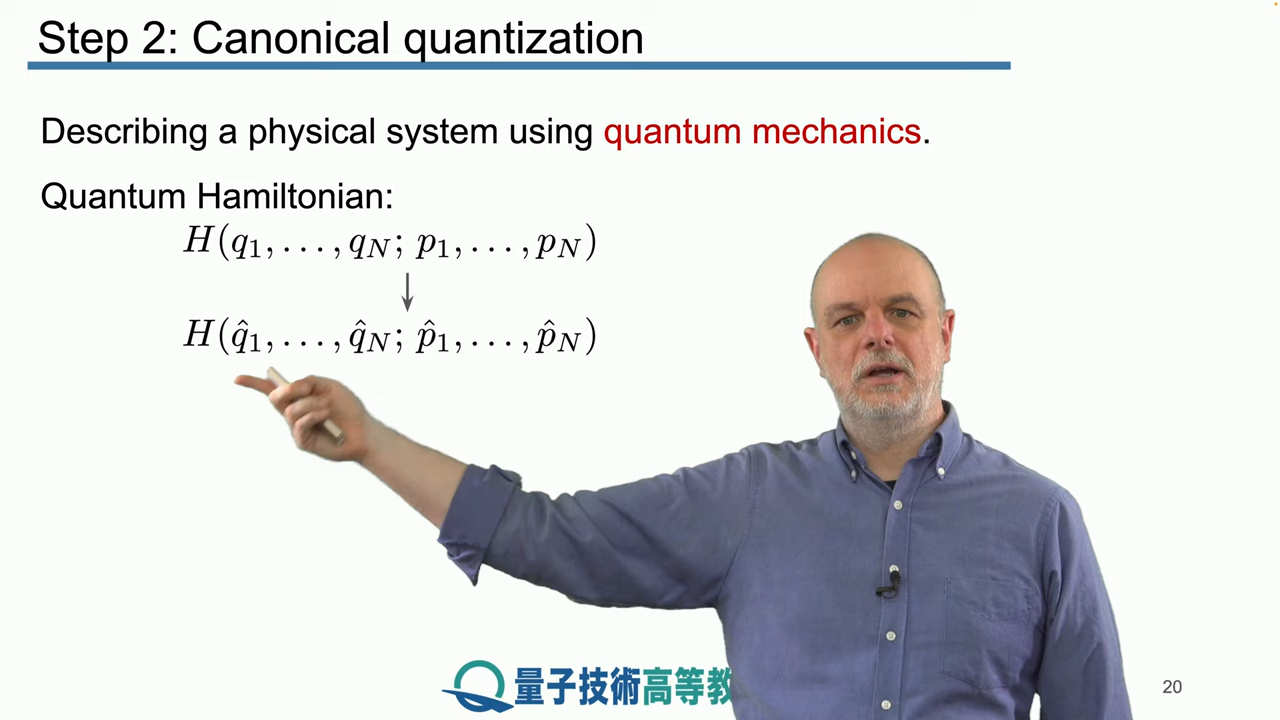 Step 2: Canonical quantization
Describing a physical system using quantum mechanics.
Quantum Hamiltonian:
H(q₁, . . . , q_N; p₁, . . . , p_N)
↓
H(q̂₁, . . . , q̂_N; p̂₁, . . . , p̂_N)
量子技術高等教
20